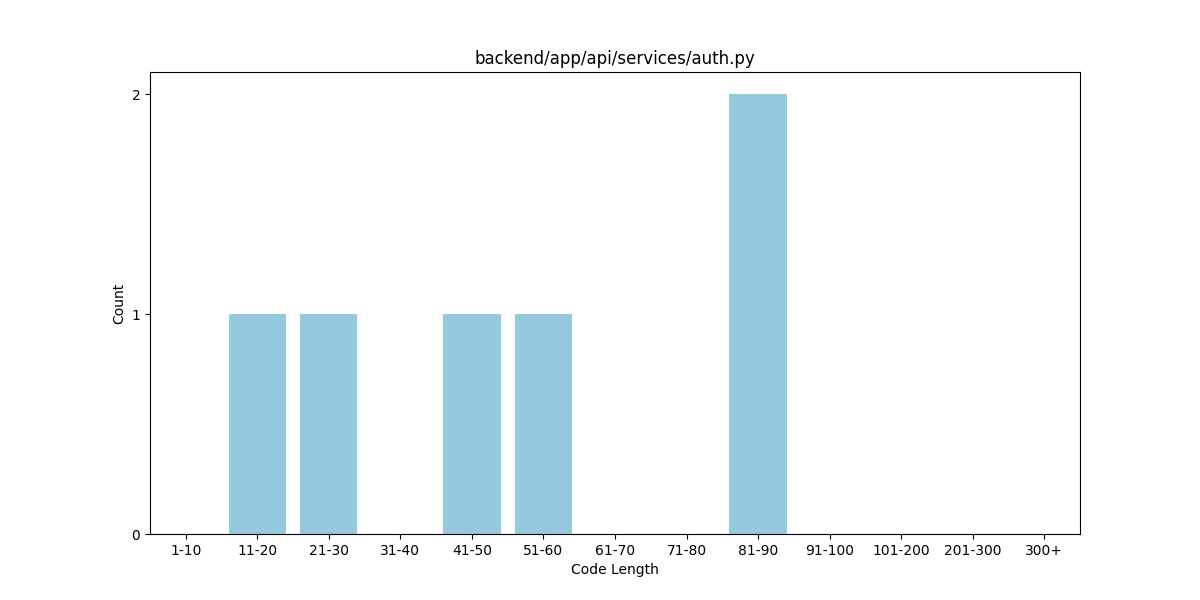 backend/app/api/services/auth.py
2
1
0
Count
1-10 11-20 21-30 31-40 41-50 51-60 61-70 71-80 81-90 91-100 101-200 201-300 300+
Code Length